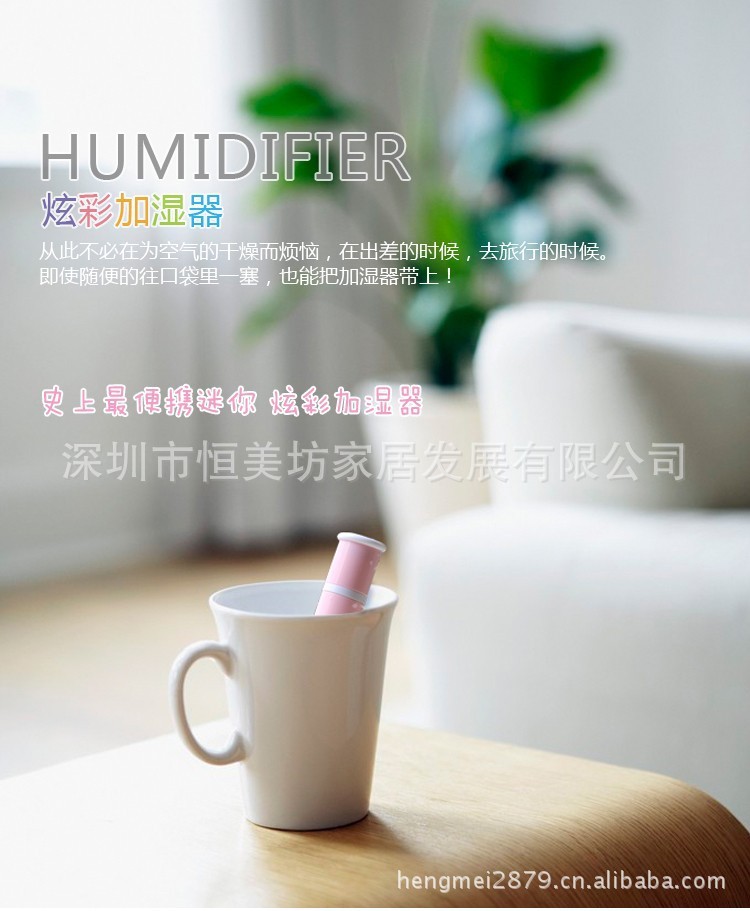 HUMIDIFIER
炫彩加湿器
从此不必在为空气的干燥而烦恼，在出差的时候，去旅行的时候。
即使随便的往口袋里一塞，也能把加湿器带上！
史上最便携迷你 炫彩加湿器
深圳市恒美坊家居发展有限公司
hengmei2879.cn.alibaba.com